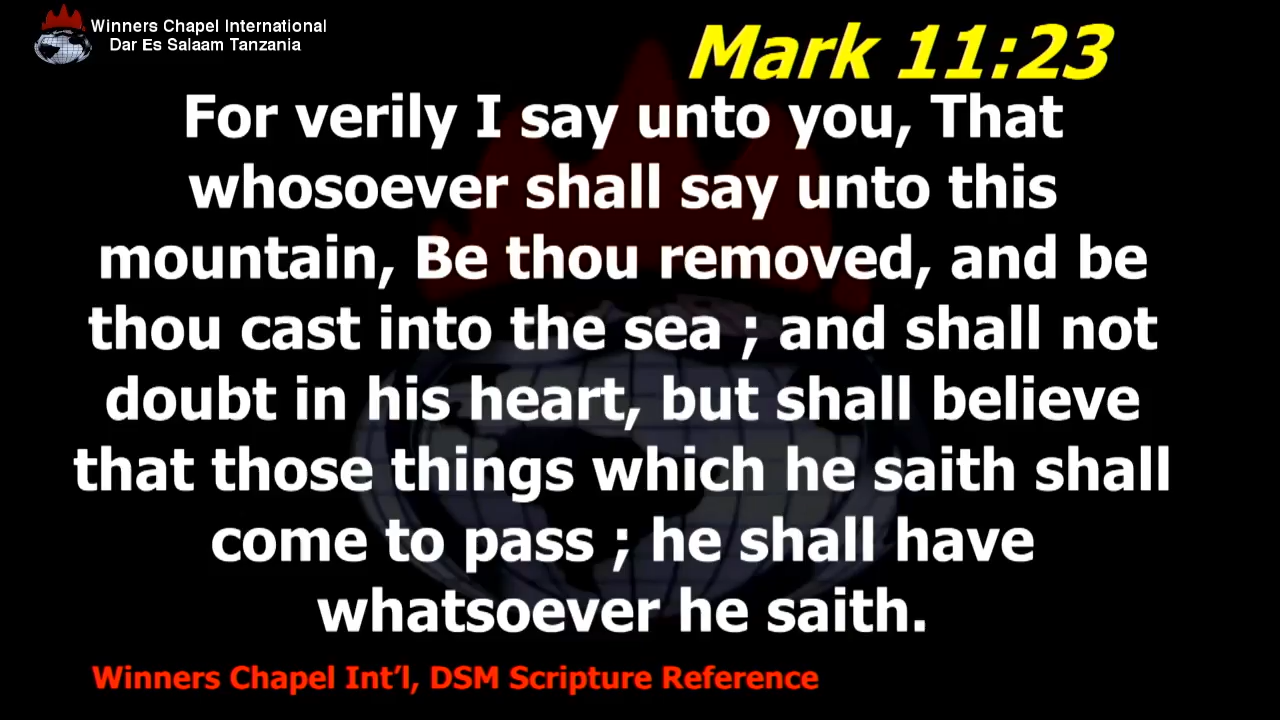 Winners Chapel International
Dar Es Salaam Tanzania
Mark 11:23
For verily I say unto you, That
whosoever shall say unto this
mountain, Be thou removed, and be
thou cast into the sea ; and shall not
doubt in his heart, but shall believe
that those things which he saith shall
come to pass ; he shall have
whatsoever he saith.
Winners Chapel Int’l, DSM Scripture Reference